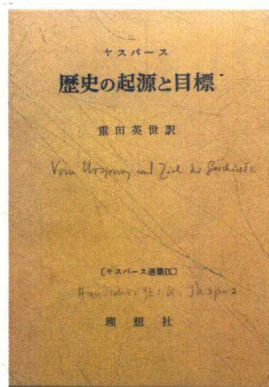 ヤスパース
歴史の起源と目標
重田英世訳
Vom Ursprung und Ziel der Geschichte
〔ヤスパース選集IX〕
K. Jaspers
理想社